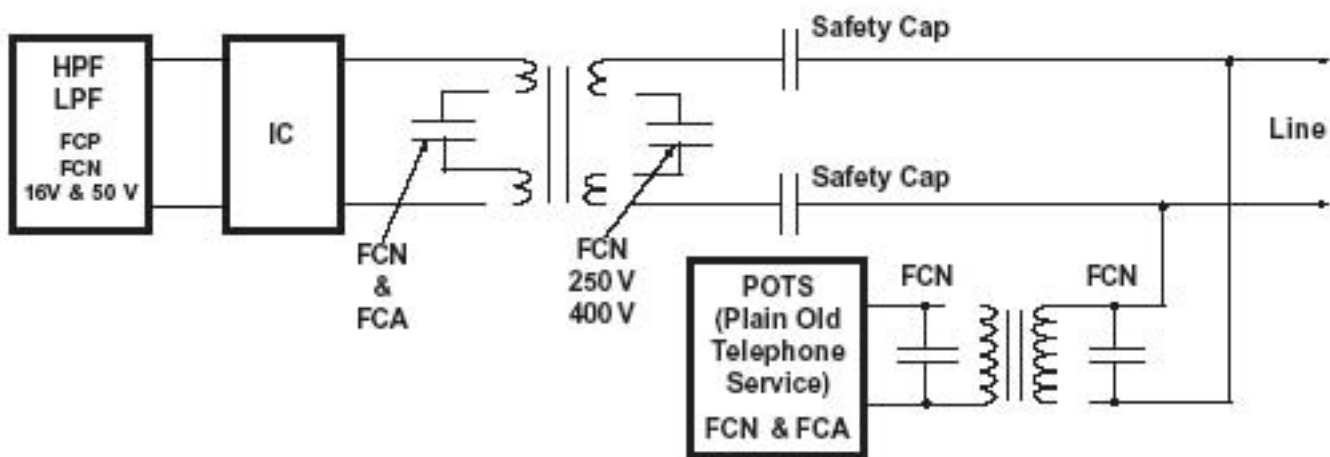 HPF
LPF
FCP
FCN
16V & 50 V
IC
FCN
&
FCA
FCN
250 V
400 V
Safety Cap
Safety Cap
Line
POTS
(Plain Old
Telephone
Service)
FCN & FCA
FCN
FCN